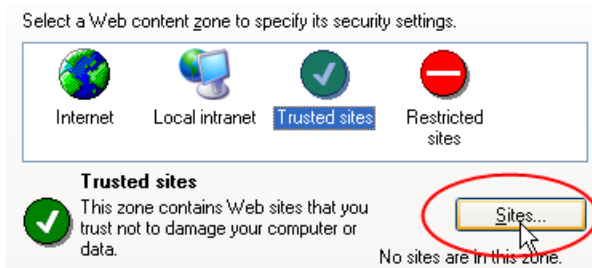 Select a Web content zone to specify its security settings.
Internet
Local intranet
Trusted sites
Restricted
sites
Trusted sites
This zone contains Web sites that you
trust not to damage your computer or
data.
Sites...
No sites are in this zone.